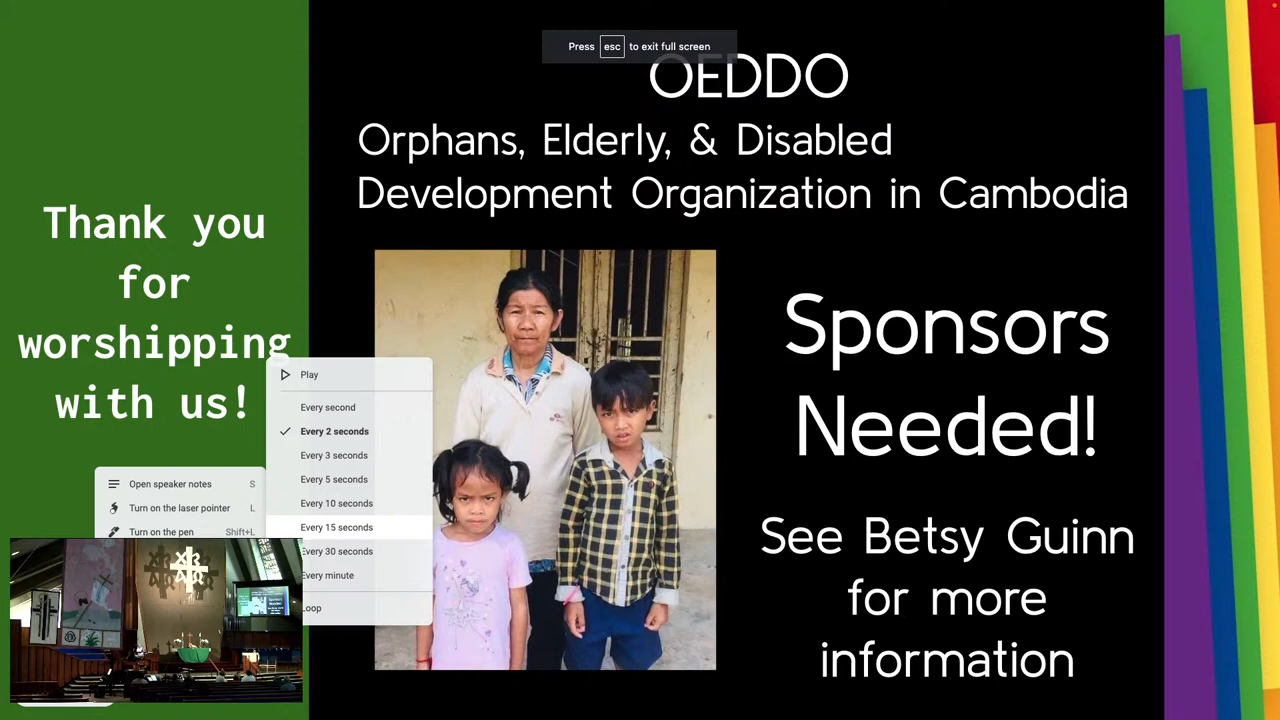 Press esc to exit full screen
OEDDO
Orphans, Elderly, & Disabled
Development Organization in Cambodia
Thank you
for
worshipping
with us!
Sponsors
Needed!
See Betsy Guinn
for more
information
Play
Every second
Every 2 seconds
Every 3 seconds
Every 5 seconds
Every 10 seconds
Every 15 seconds
Every 30 seconds
Every minute
Loop
Open speaker notes S
Turn on the laser pointer L
Turn on the pen Shift+L